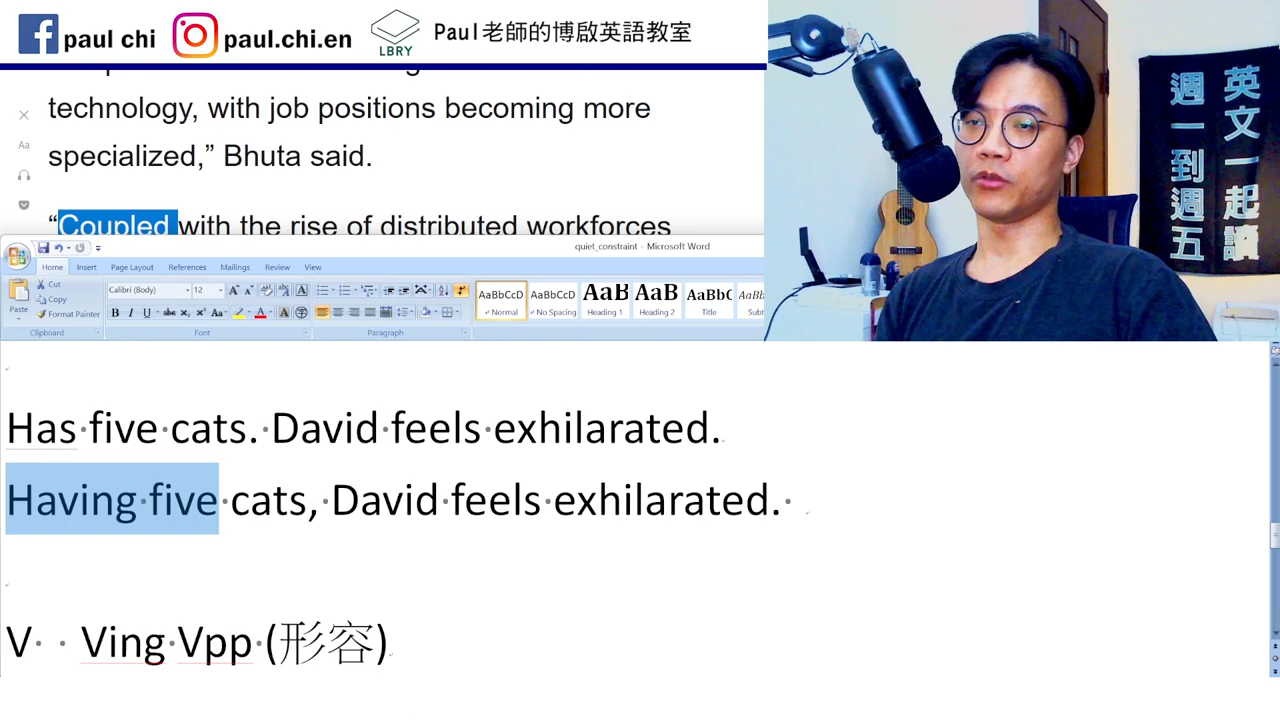 paul chi paul.chi.en LBRY Paul老師的博啟英語教室
technology, with job positions becoming more
specialized,” Bhuta said.
“Coupled with the rise of distributed workforces
quiet_constraint - Microsoft Word
Home Insert Page Layout References Mailings Review View
Paste
Cut
Copy
Format Painter
Clipboard
Calibri (Body) 12
Font
Paragraph
AaBbCcD AaBbCcD AaBb AaB AaBbC
Normal No Spacing Heading 1 Heading 2 Title
Has five cats. David feels exhilarated.
Having five cats, David feels exhilarated.
V Ving Vpp (形容)
英文一起讀
週一到週五